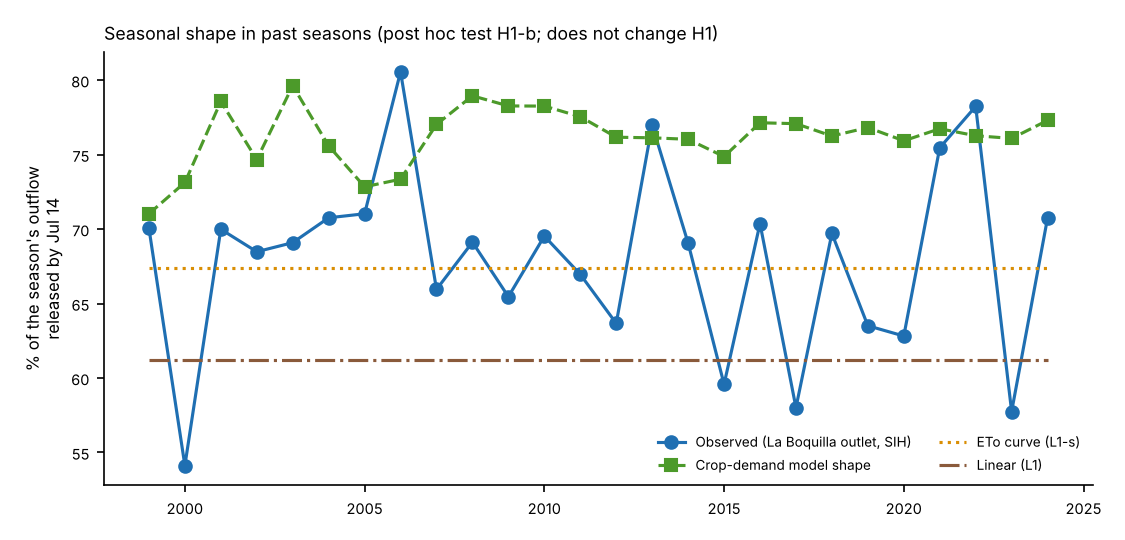 Seasonal shape in past seasons (post hoc test H1-b; does not change H1)
% of the season's outflow
released by Jul 14
80
75
70
65
60
55
2000
2005
2010
2015
2020
2025
Observed (La Boquilla outlet, SIH)
Crop-demand model shape
ETo curve (L1-s)
Linear (L1)